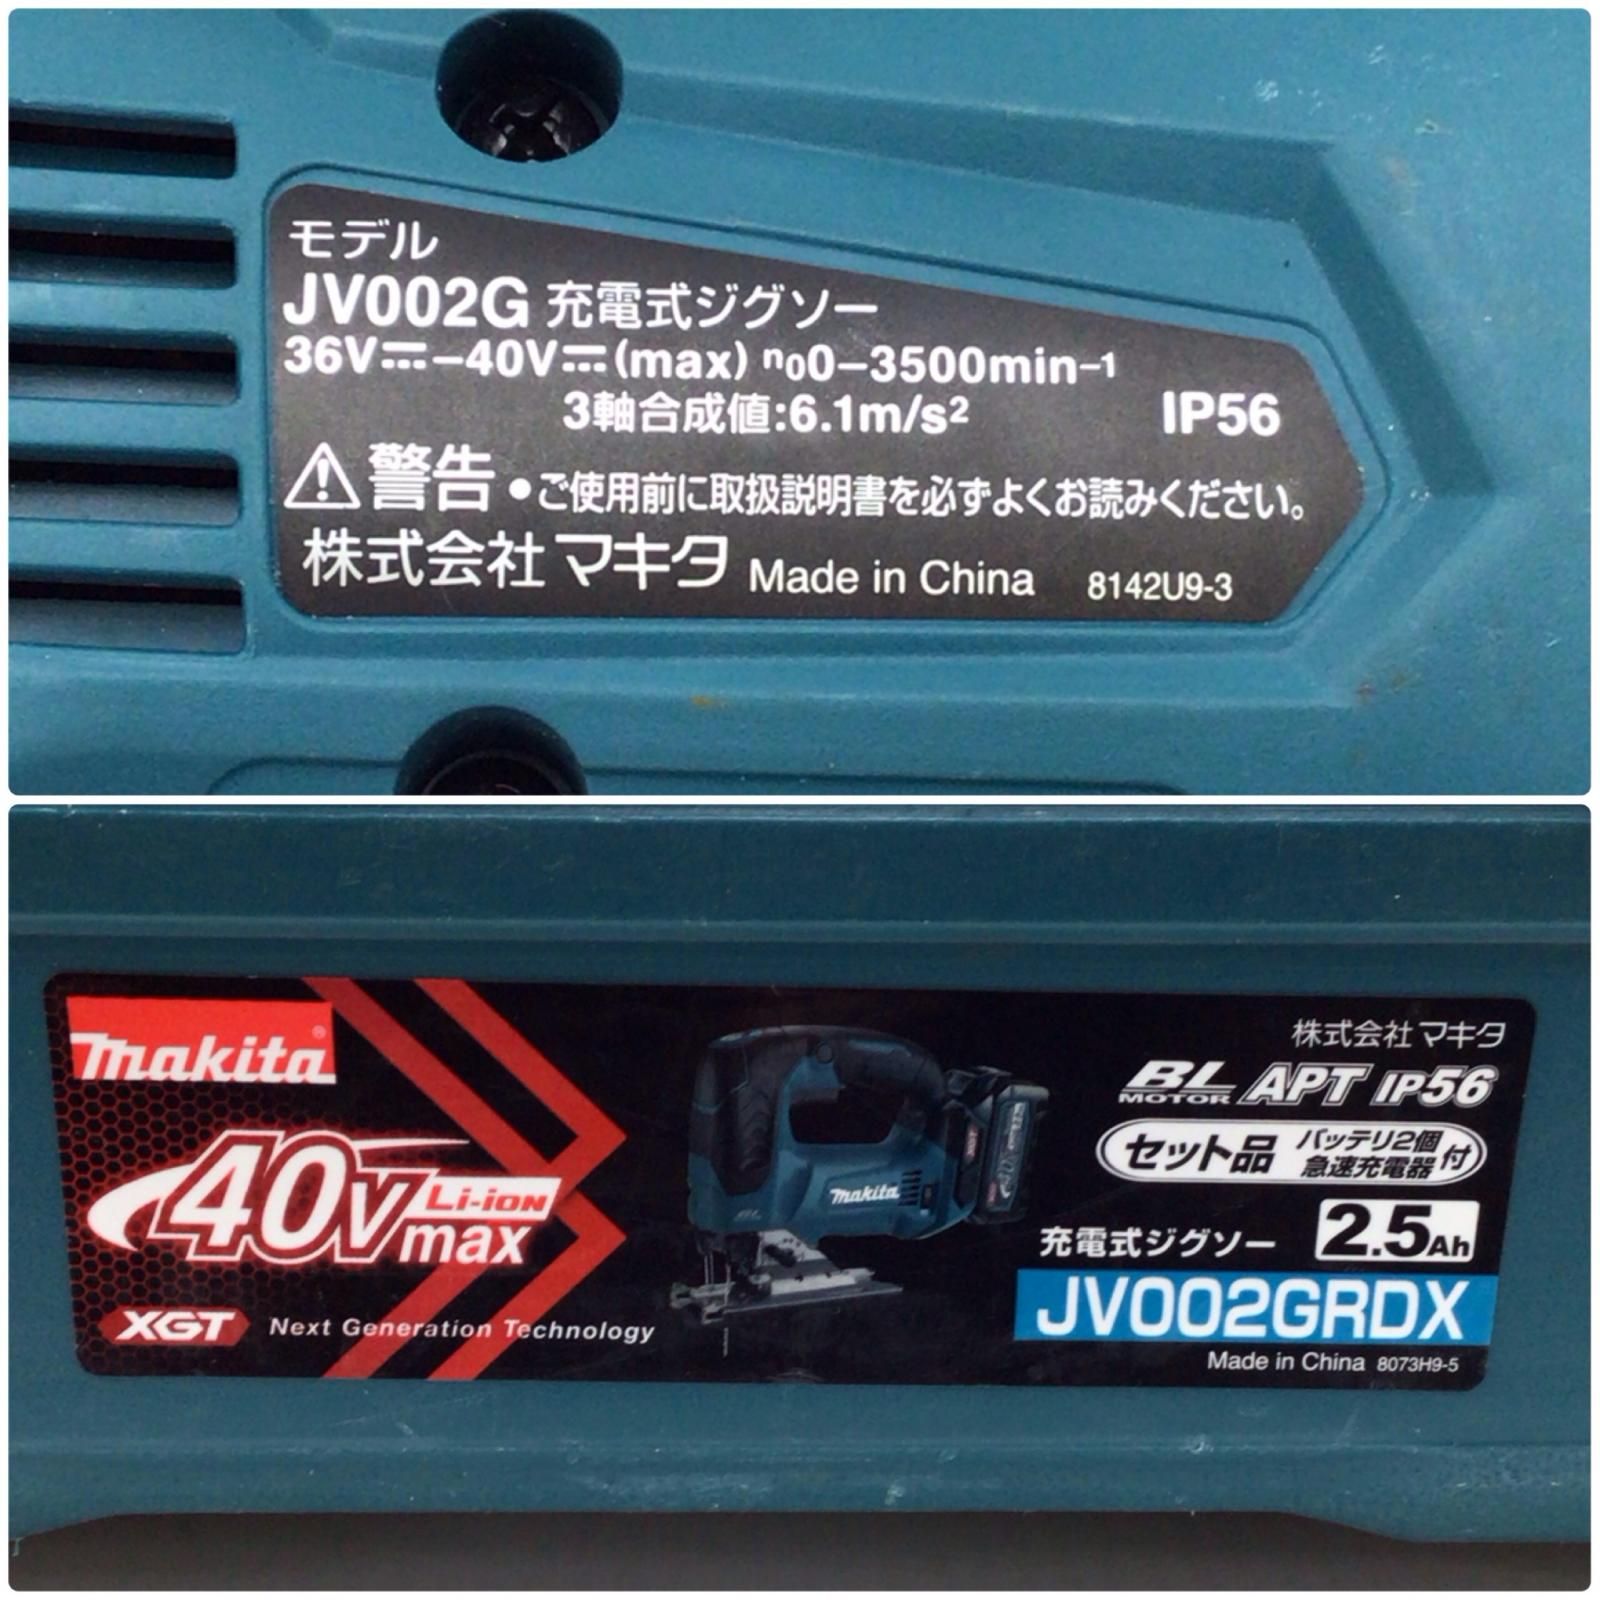 モデル
JV002G 充電式ジグソー
36V⎓–40V⎓(max) n₀0–3500min–1
3軸合成値:6.1m/s2
IP56
警告 •ご使用前に取扱説明書を必ずよくお読みください。
株式会社マキタ Made in China 8142U9-3
makita®
株式会社マキタ
BL MOTOR APT IP56
セット品 バッテリ2個 急速充電器 付
40Vmax Li-ion
makita
充電式ジグソー 2.5Ah
JV002GRDX
XGT Next Generation Technology
Made in China 8073H9-5